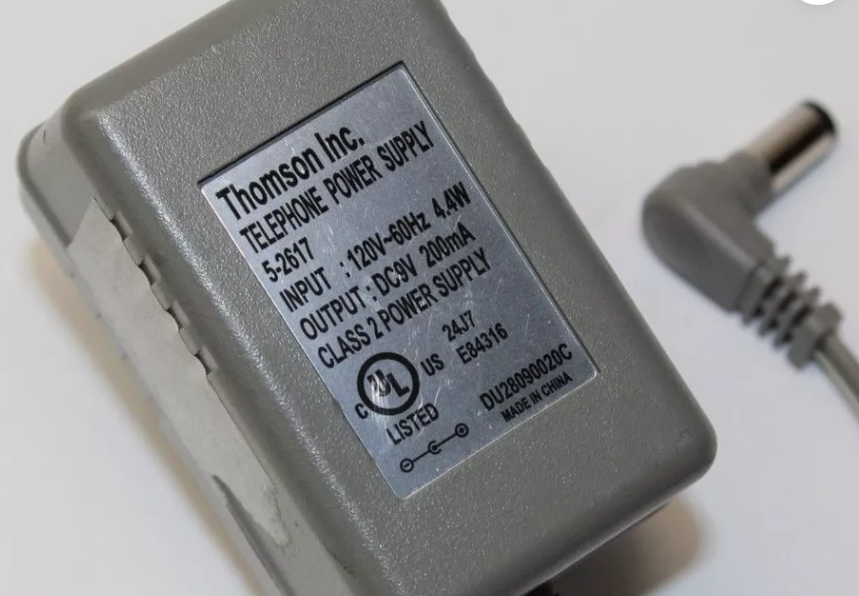 Thomson Inc.
TELEPHONE POWER SUPPLY
5-2617
INPUT : 120V~60Hz 4.4W
OUTPUT : DC9V 200mA
CLASS 2 POWER SUPPLY
24J7
C UL US E84316
LISTED
DU28090020C
MADE IN CHINA